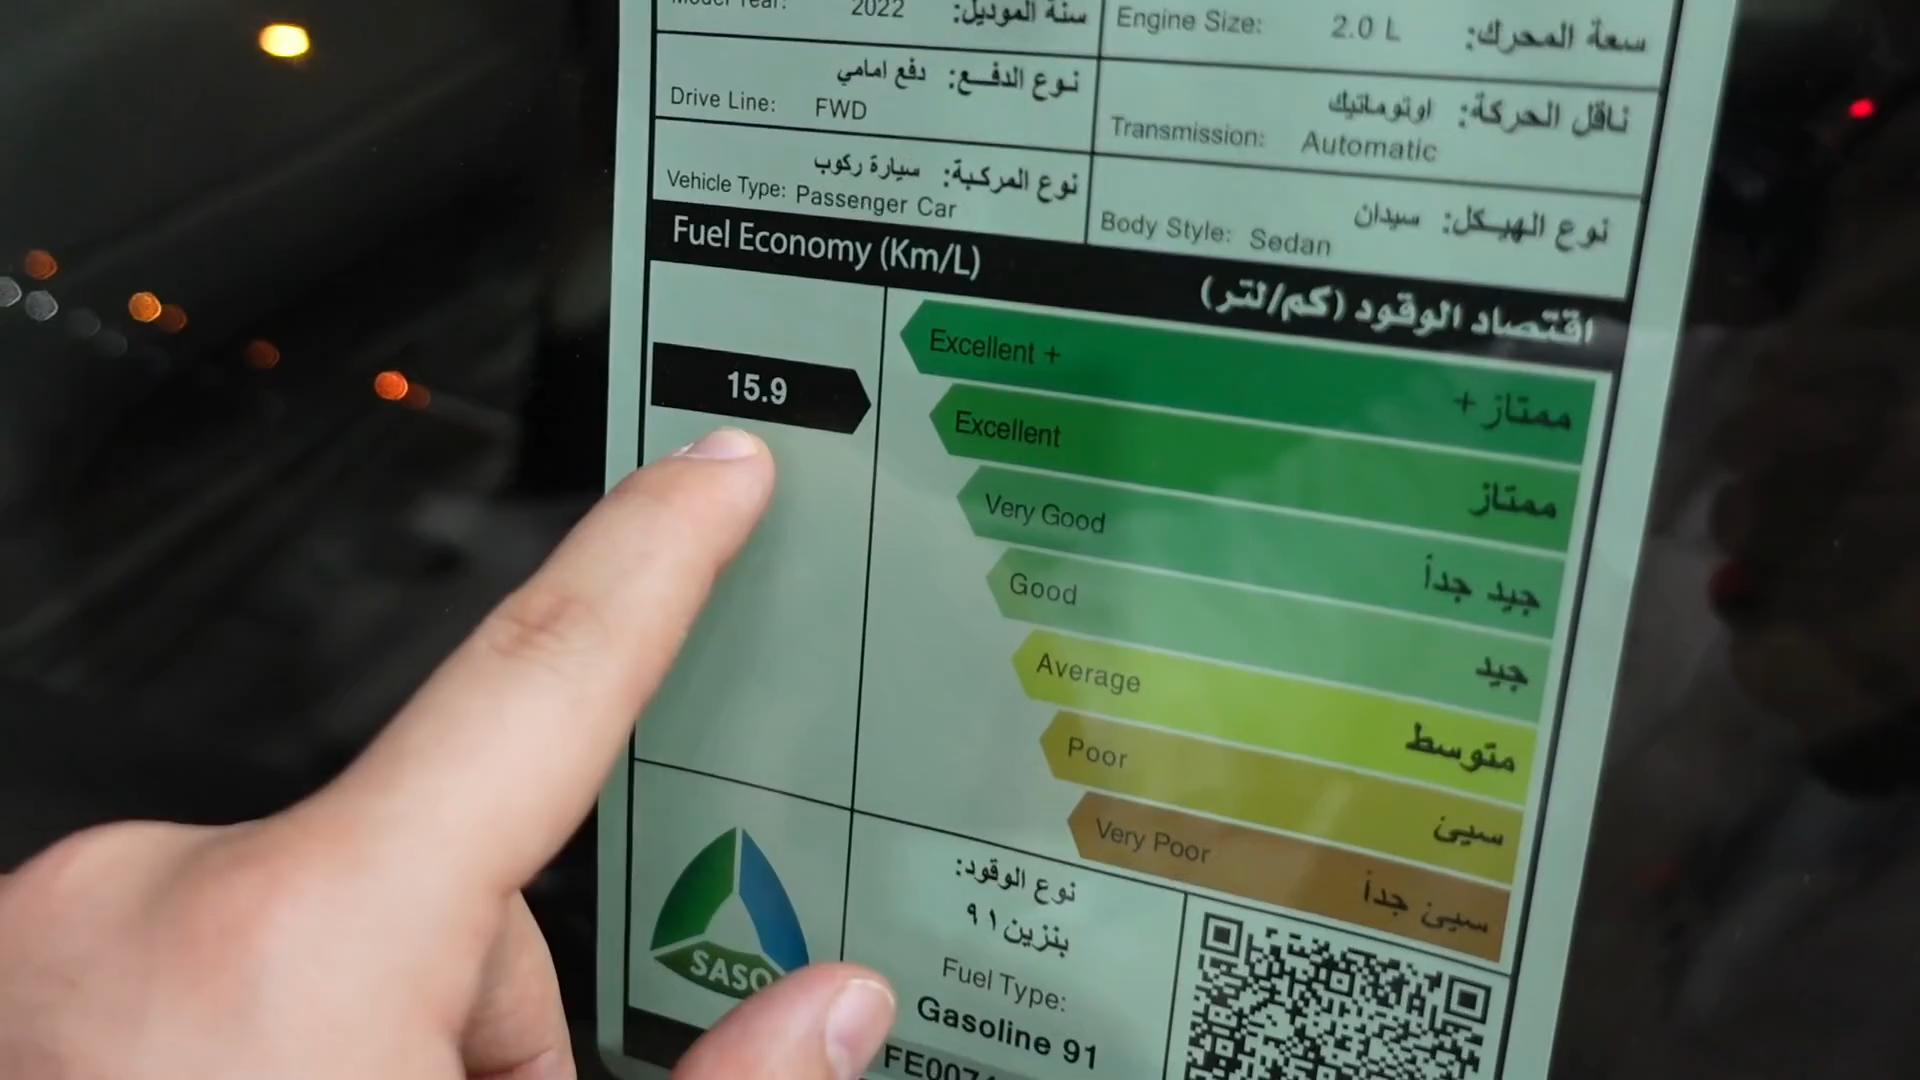 Model Year: 2022 سنة الموديل:
Engine Size: 2.0 L سعة المحرك:
نوع الدفع: دفع امامي
Drive Line: FWD
ناقل الحركة: اوتوماتيك
Transmission: Automatic
نوع المركبة: سيارة ركوب
Vehicle Type: Passenger Car
نوع الهيكل: سيدان
Body Style: Sedan
Fuel Economy (Km/L)
اقتصاد الوقود (كم/لتر)
15.9
Excellent + ممتاز +
Excellent ممتاز
Very Good جيد جداً
Good جيد
Average متوسط
Poor سيئ
Very Poor سيئ جداً
SASO
نوع الوقود:
بنزين ٩١
Fuel Type:
Gasoline 91